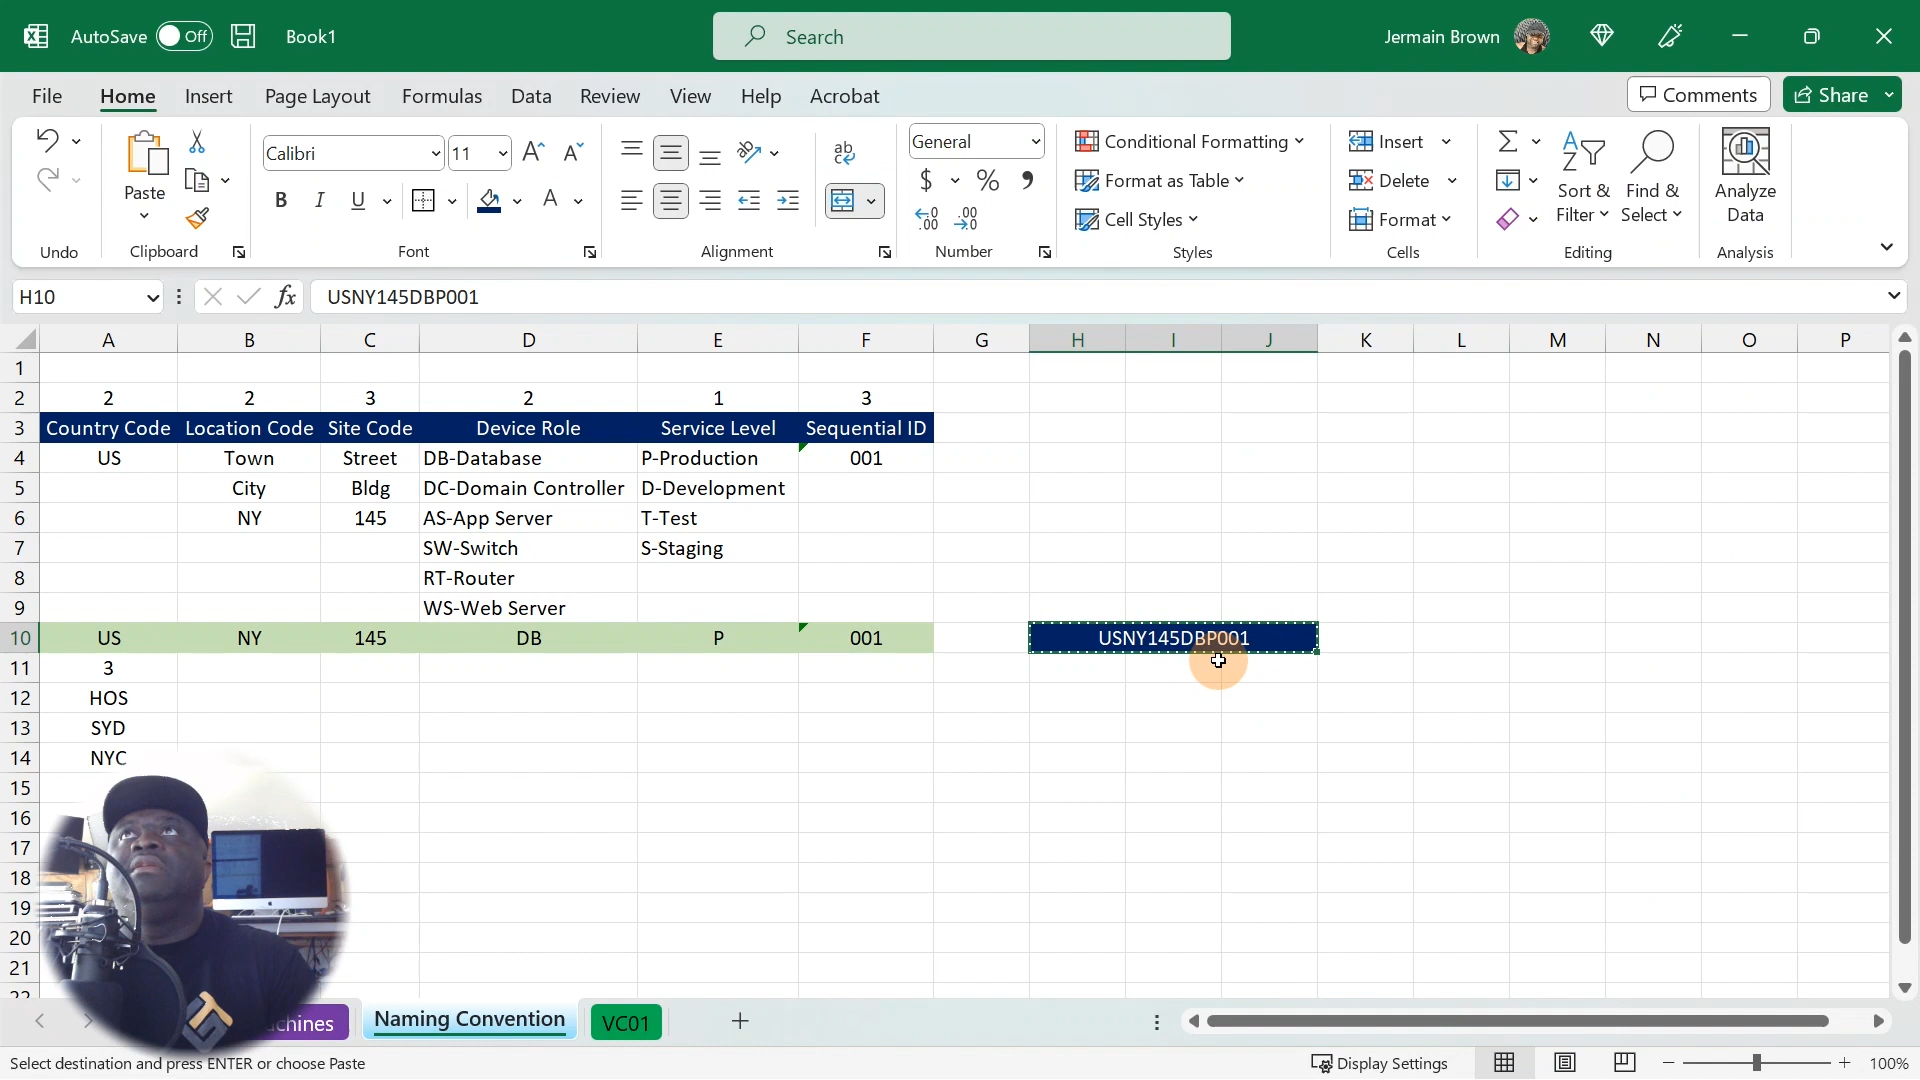 AutoSave Off Book1 Search Jermain Brown
File Home Insert Page Layout Formulas Data Review View Help Acrobat Comments Share
Calibri 11 ab General Conditional Formatting Insert
Paste B I U A $ % Format as Table Delete Sort & Filter Find & Select Analyze Data
Cell Styles Format
Undo Clipboard Font Alignment Number Styles Cells Editing Analysis
H10 fx USNY145DBP001
A B C D E F G H I J K L M N O P
1
2 2 2 3 2 1 3
3 Country Code Location Code Site Code Device Role Service Level Sequential ID
4 US Town Street DB-Database P-Production 001
5 City Bldg DC-Domain Controller D-Development
6 NY 145 AS-App Server T-Test
7 SW-Switch S-Staging
8 RT-Router
9 WS-Web Server
10 US NY 145 DB P 001 USNY145DBP001
11 3
12 HOS
13 SYD
14 NYC
15
16
17
18
19
20
21
22
Naming Convention VC01
Select destination and press ENTER or choose Paste Display Settings 100%